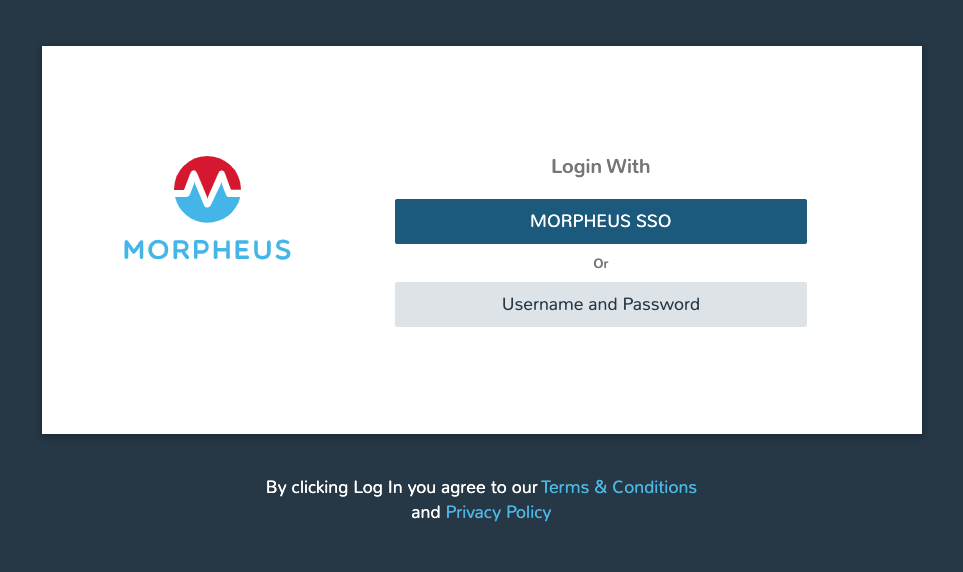 MORPHEUS
Login With
MORPHEUS SSO
Or
Username and Password
By clicking Log In you agree to our Terms & Conditions
and Privacy Policy